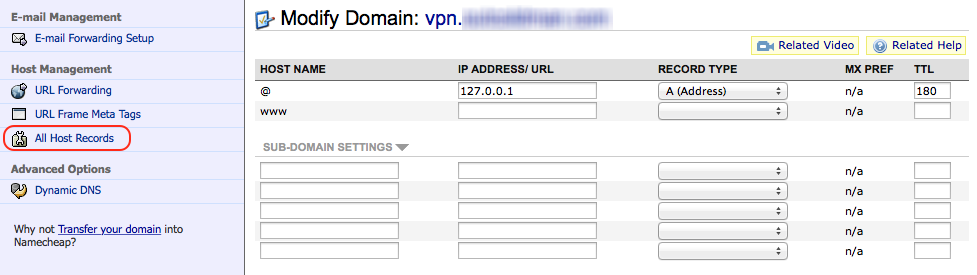 E-mail Management
E-mail Forwarding Setup
Host Management
URL Forwarding
URL Frame Meta Tags
All Host Records
Advanced Options
Dynamic DNS
Why not Transfer your domain into
Namecheap?
Modify Domain: vpn.
Related Video
Related Help
HOST NAME IP ADDRESS/ URL RECORD TYPE MX PREF TTL
@ 127.0.0.1 A (Address) n/a 180
www n/a
SUB-DOMAIN SETTINGS
n/a
n/a
n/a
n/a
n/a